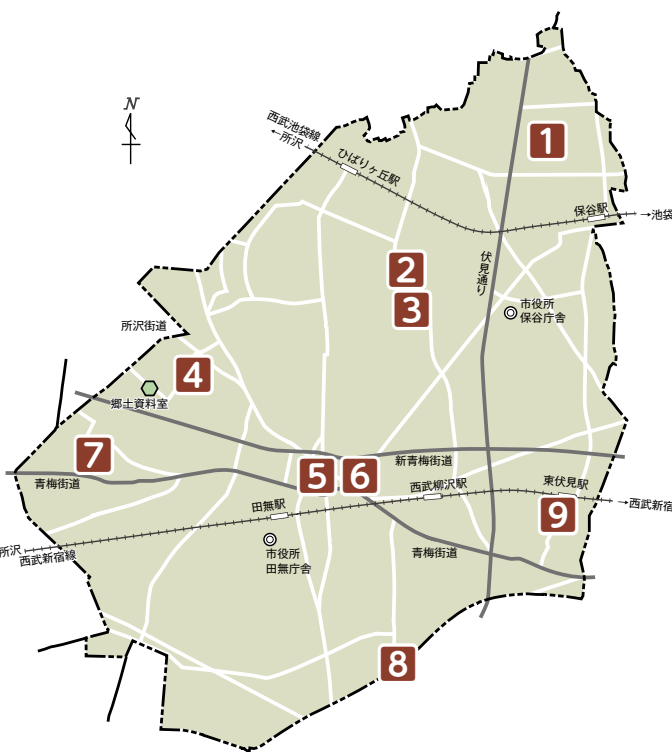 N
西武池袋線
←所沢
ひばりヶ丘駅
1
保谷駅
→池袋
伏見通り
2
3
市役所
保谷庁舎
所沢街道
4
郷土資料室
7
青梅街道
5
6
新青梅街道
西武柳沢駅
東伏見駅
→西武新宿
田無駅
9
所沢
西武新宿線
市役所
田無庁舎
青梅街道
8